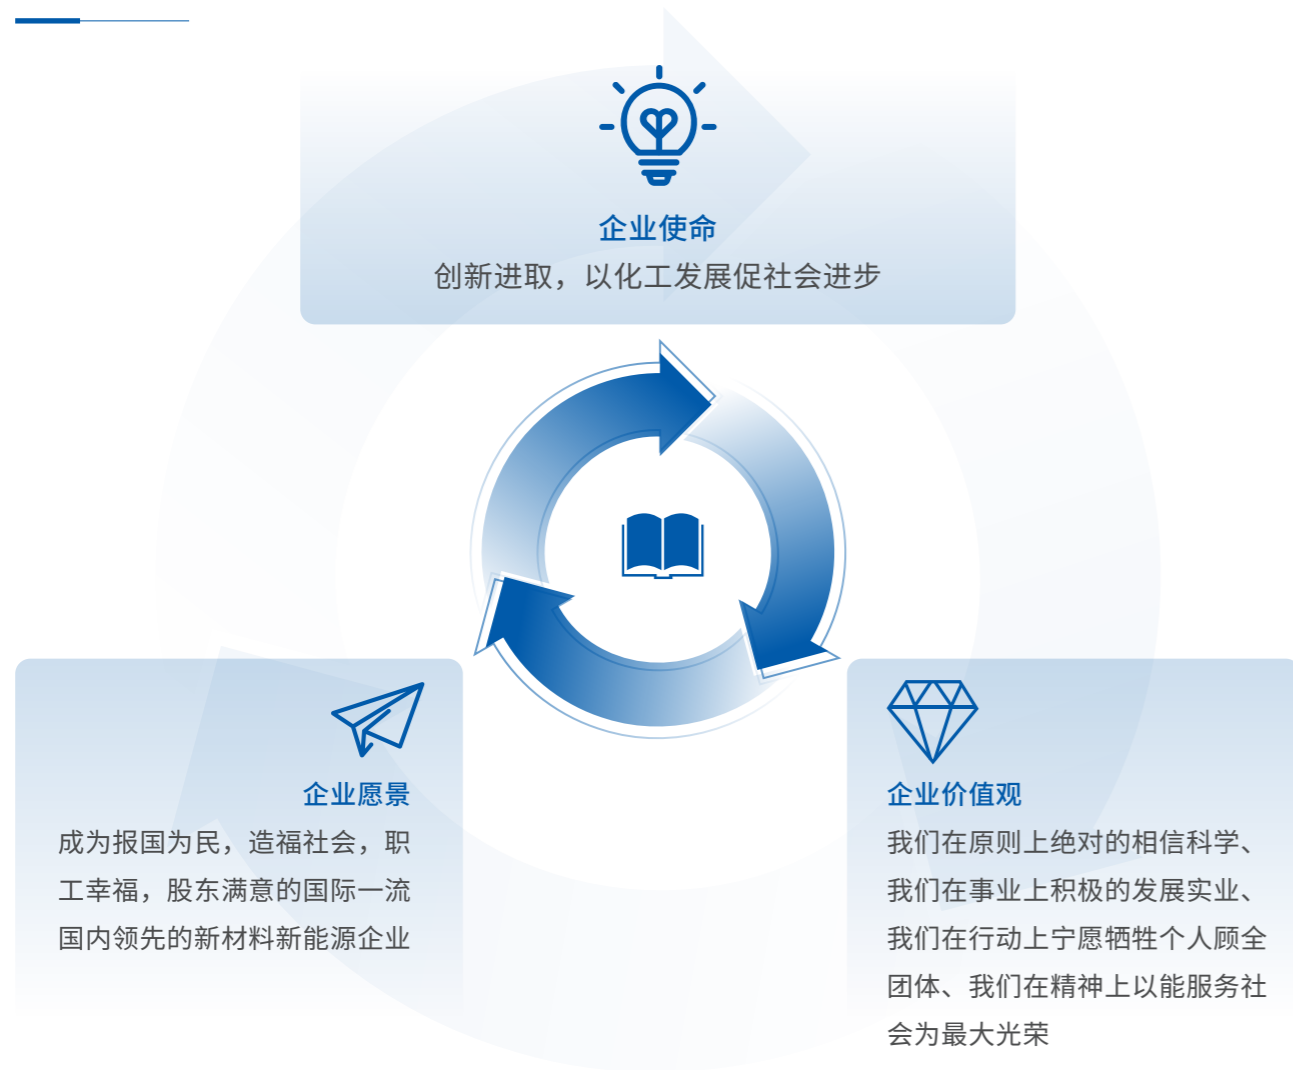 企业使命
创新进取，以化工发展促社会进步
企业愿景
成为报国为民，造福社会，职
工幸福，股东满意的国际一流
国内领先的新材料新能源企业
企业价值观
我们在原则上绝对的相信科学、
我们在事业上积极的发展实业、
我们在行动上宁愿牺牲个人顾全
团体、我们在精神上以能服务社
会为最大光荣